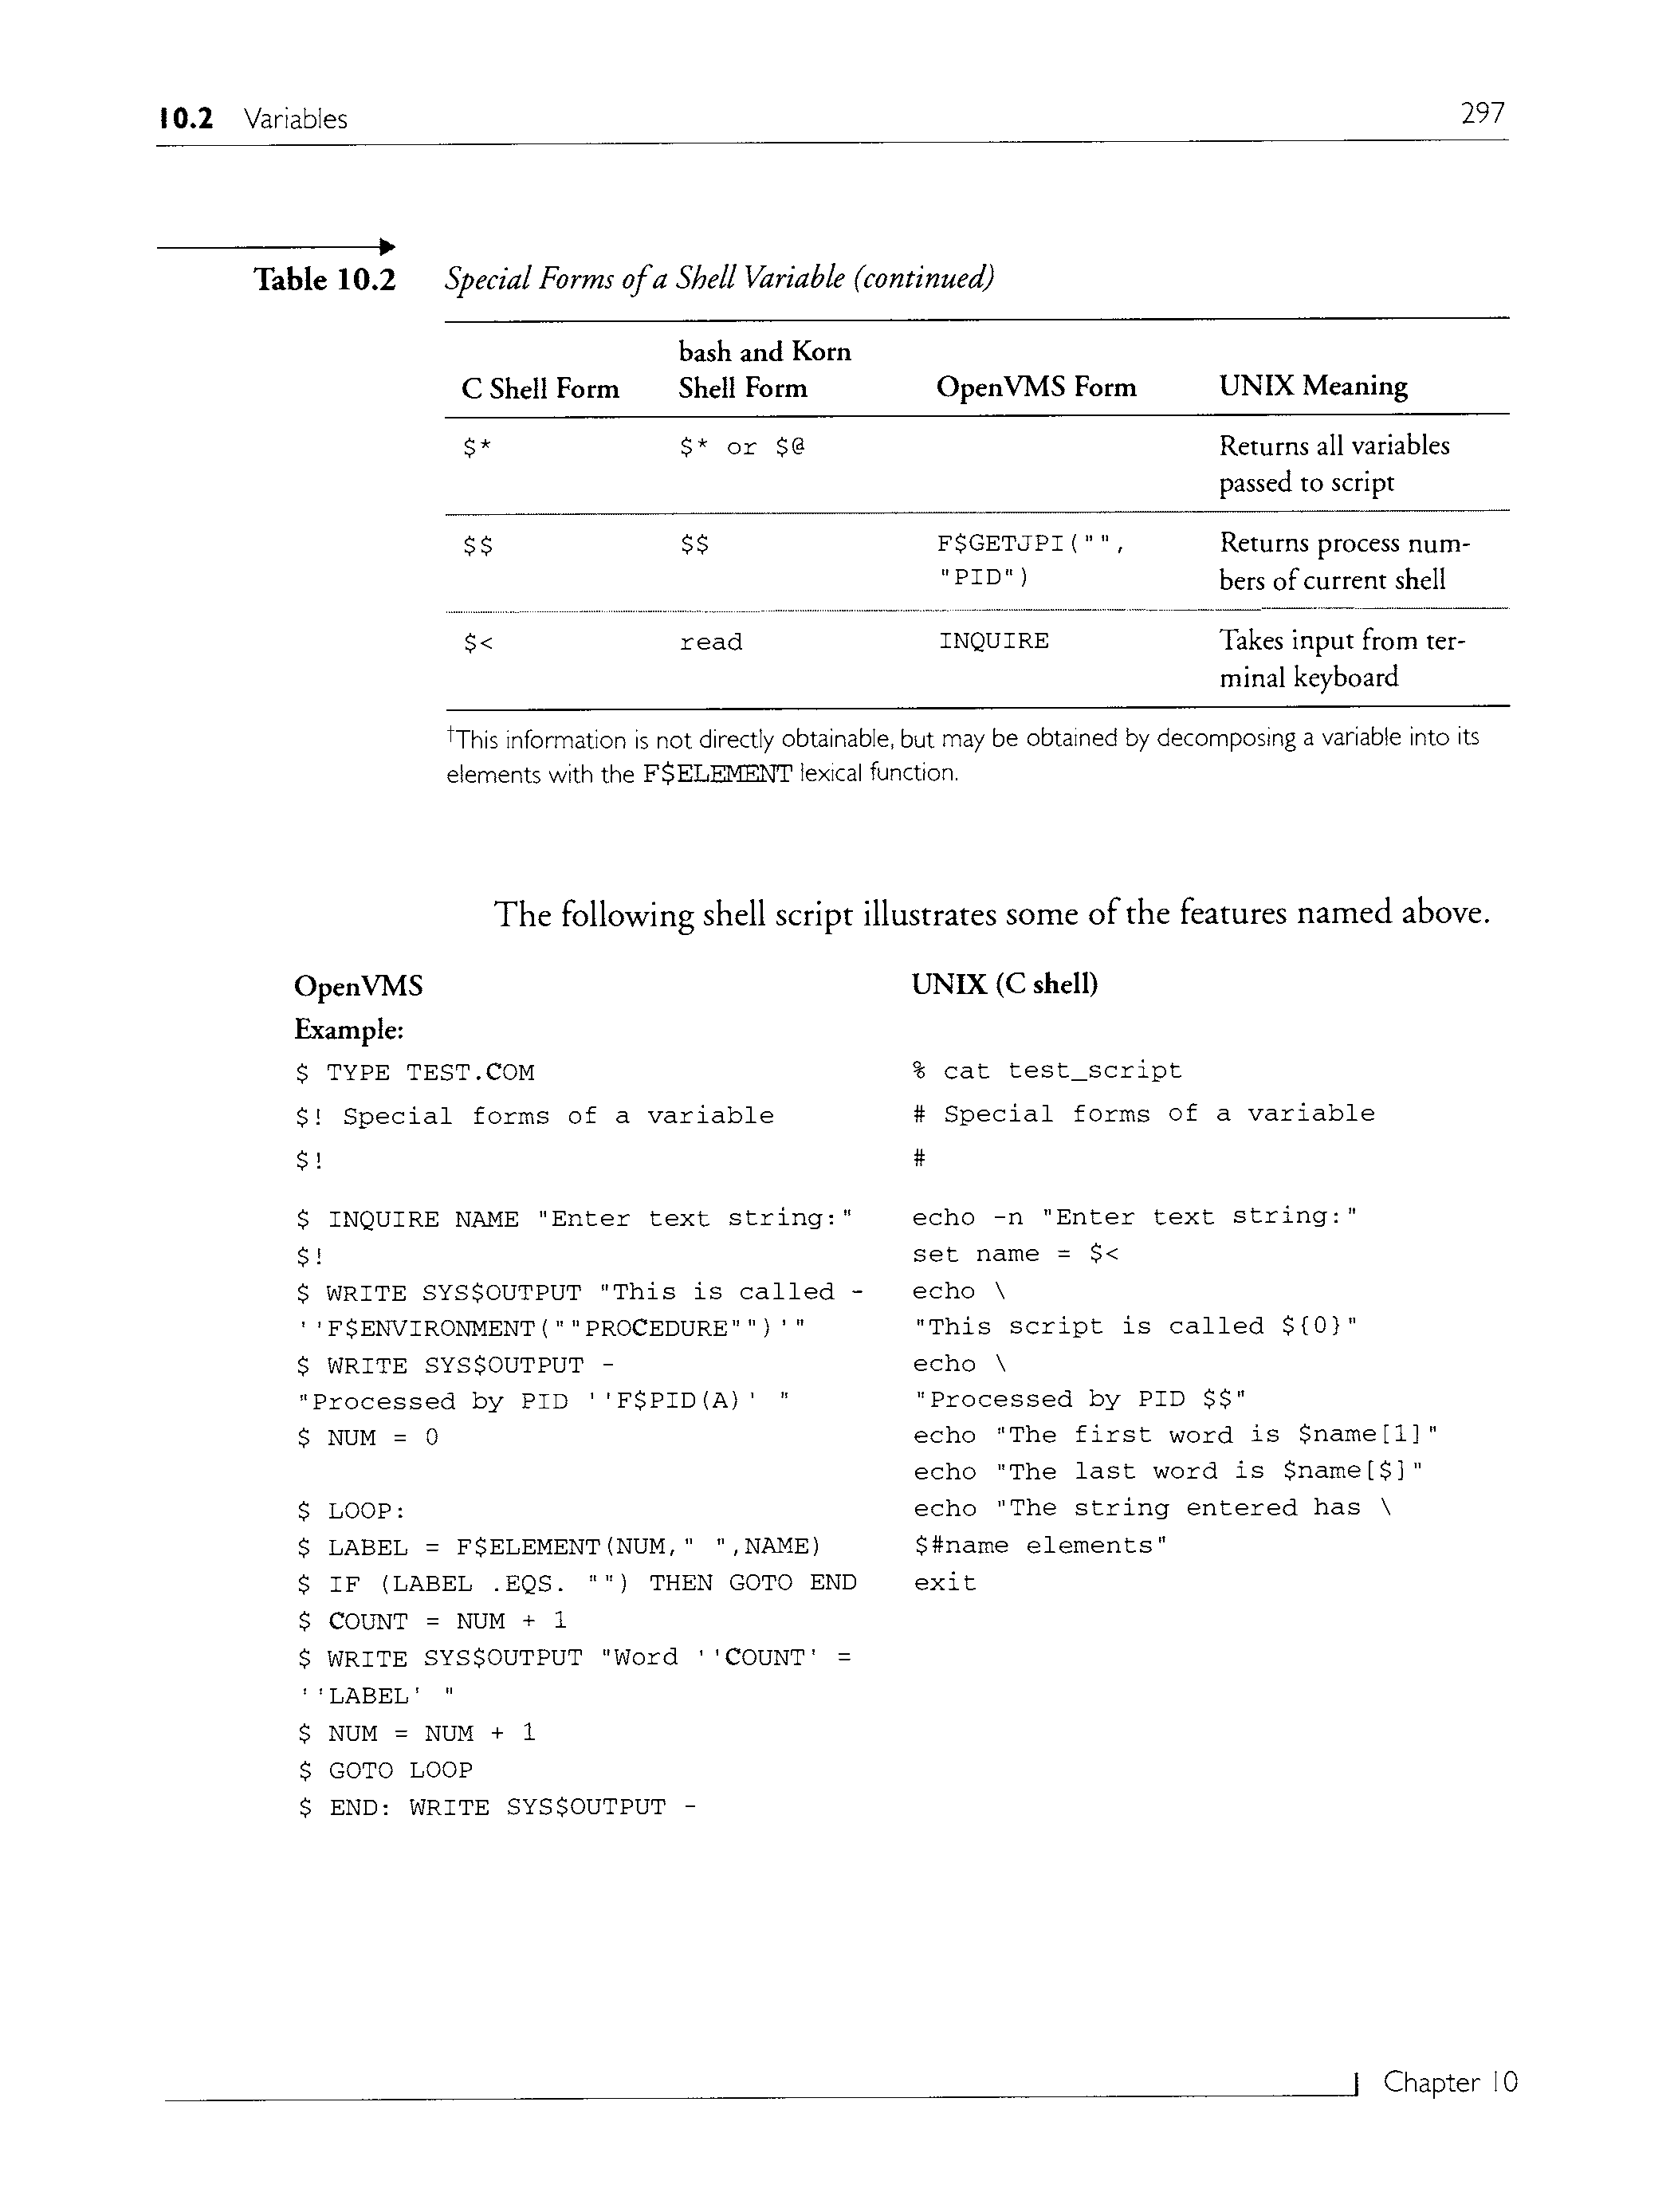 10.2 Variables 297
Table 10.2 Special Forms of a Shell Variable (continued)
bash and Korn
C Shell Form Shell Form OpenVMS Form UNIX Meaning
$* $* or $@ Returns all variables
passed to script
$$ $$ F$GETJPI("", Returns process num-
"PID") bers of current shell
$< read INQUIRE Takes input from ter-
minal keyboard
†This information is not directly obtainable, but may be obtained by decomposing a variable into its
elements with the F$ELEMENT lexical function.
The following shell script illustrates some of the features named above.
OpenVMS
Example:
$ TYPE TEST.COM
$! Special forms of a variable
$!
$ INQUIRE NAME "Enter text string:"
$!
$ WRITE SYS$OUTPUT "This is called -
''F$ENVIRONMENT(""PROCEDURE"")'"
$ WRITE SYS$OUTPUT -
"Processed by PID ''F$PID(A)' "
$ NUM = 0
$ LOOP:
$ LABEL = F$ELEMENT(NUM," ",NAME)
$ IF (LABEL .EQS. "") THEN GOTO END
$ COUNT = NUM + 1
$ WRITE SYS$OUTPUT "Word ''COUNT' =
''LABEL' "
$ NUM = NUM + 1
$ GOTO LOOP
$ END: WRITE SYS$OUTPUT -
UNIX (C shell)
% cat test_script
# Special forms of a variable
#
echo -n "Enter text string:"
set name = $<
echo \
"This script is called ${0}"
echo \
"Processed by PID $$"
echo "The first word is $name[1]"
echo "The last word is $name[$]"
echo "The string entered has \
$#name elements"
exit
Chapter 10